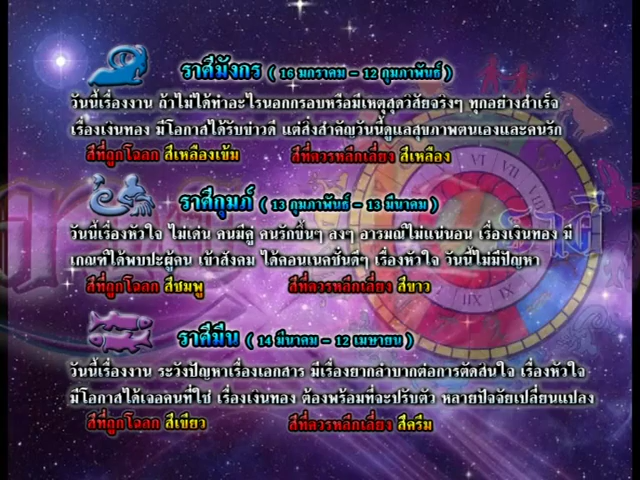 ราศีมังกร ( 16 มกราคม - 12 กุมภาพันธ์ )
วันนี้เรื่องงาน ถ้าไม่ได้ทำอะไรนอกกรอบหรือมีเหตุสุดวิสัยจริงๆ ทุกอย่างสำเร็จ
เรื่องเงินทอง มีโอกาสได้รับข่าวดี แต่สิ่งสำคัญวันนี้ดูแลสุขภาพตนเองและคนรัก
สีที่ถูกโฉลก สีเหลืองเข้ม สีที่ควรหลีกเลี่ยง สีเหลือง
ราศีกุมภ์ ( 13 กุมภาพันธ์ - 13 มีนาคม )
วันนี้เรื่องหัวใจ ไม่เด่น คนมีคู่ คนรักขึ้นๆ ลงๆ อารมณ์ไม่แน่นอน เรื่องเงินทอง มี
เกณฑ์ได้พบปะผู้คน เข้าสังคม ได้คอนเนคชั่นดีๆ เรื่องหัวใจ วันนี้ไม่มีปัญหา
สีที่ถูกโฉลก สีชมพู สีที่ควรหลีกเลี่ยง สีขาว
ราศีมีน ( 14 มีนาคม - 12 เมษายน )
วันนี้เรื่องงาน ระวังปัญหาเรื่องเอกสาร มีเรื่องยากลำบากต่อการตัดสินใจ เรื่องหัวใจ
มีโอกาสได้เจอคนที่ใช่ เรื่องเงินทอง ต้องพร้อมที่จะปรับตัว หลายปัจจัยเปลี่ยนแปลง
สีที่ถูกโฉลก สีเขียว สีที่ควรหลีกเลี่ยง สีครีม